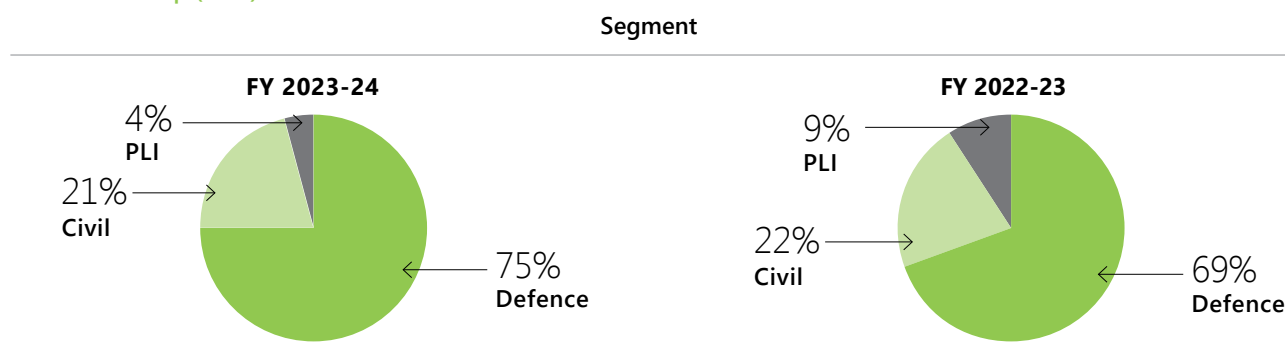 Segment
FY 2023-24
4%
PLI
21%
Civil
75%
Defence
FY 2022-23
9%
PLI
22%
Civil
69%
Defence